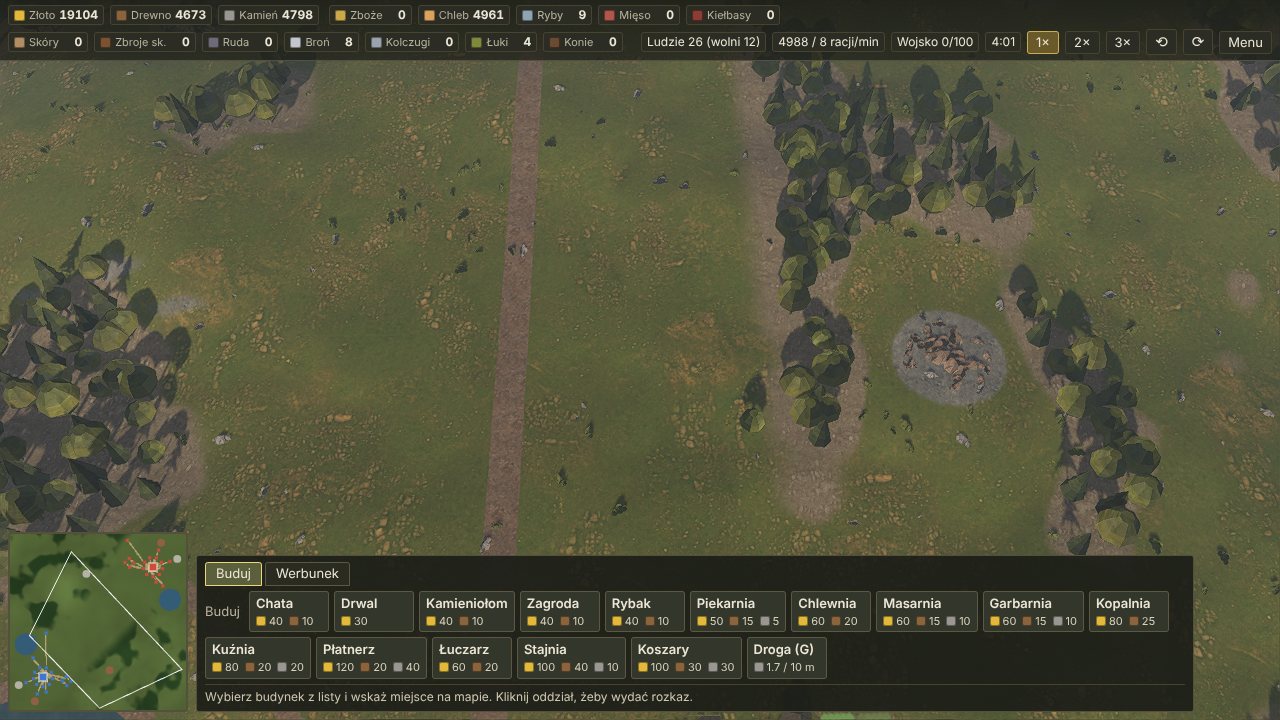 Złoto 19104 Drewno 4673 Kamień 4798 Zboże 0 Chleb 4961 Ryby 9 Mięso 0 Kiełbasy 0
Skóry 0 Zbroje sk. 0 Ruda 0 Broń 8 Kolczugi 0 Łuki 4 Konie 0 Ludzie 26 (wolni 12) 4988 / 8 racji/min Wojsko 0/100 4:01 1× 2× 3× ⟲ ⟳ Menu
Buduj Werbunek
Buduj Chata Drwal Kamieniołom Zagroda Rybak Piekarnia Chlewnia Masarnia Garbarnia Kopalnia
40 10 30 40 10 40 10 40 10 50 15 5 60 20 60 15 10 60 15 10 80 25
Kuźnia Płatnerz Łuczarz Stajnia Koszary Droga (G)
80 20 20 120 20 40 60 20 100 40 10 100 30 30 1.7 / 10 m
Wybierz budynek z listy i wskaż miejsce na mapie. Kliknij oddział, żeby wydać rozkaz.